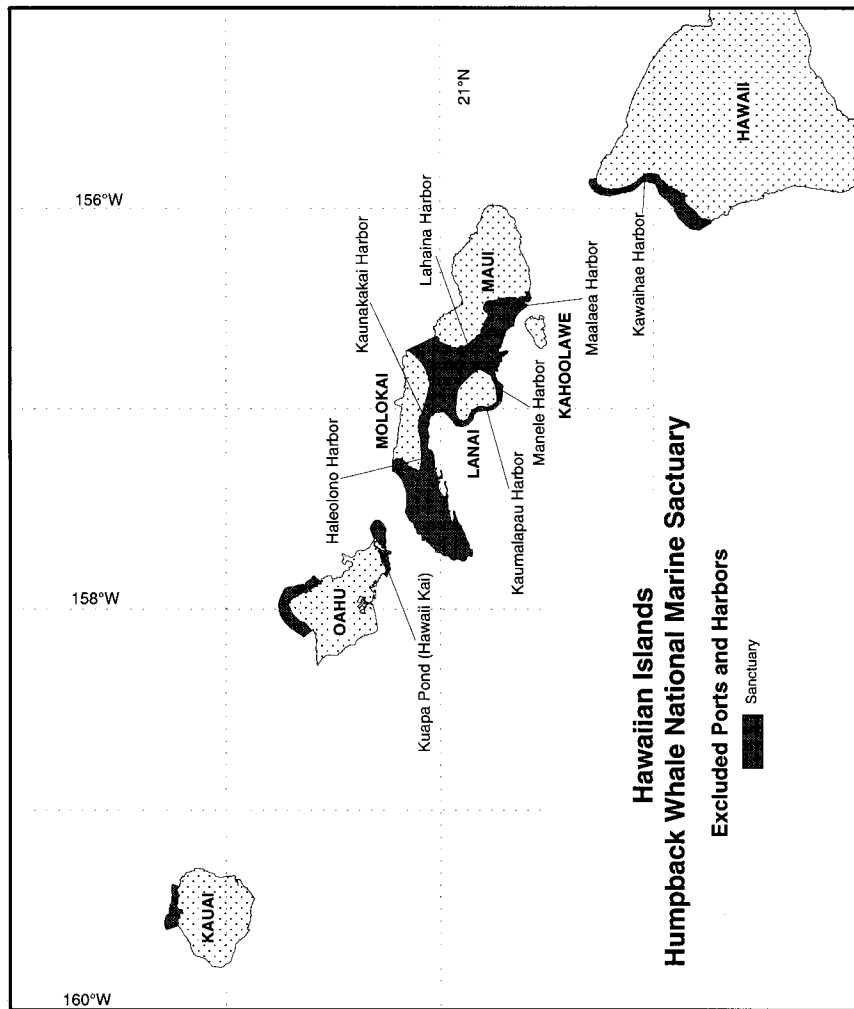 160°W
158°W
156°W
21°N
KAUAI
OAHU
Kuapa Pond (Hawaii Kai)
Haleolono Harbor
MOLOKAI
Kaunakakai Harbor
Lahaina Harbor
LANAI
Kaumalapau Harbor
Manele Harbor
KAHOOLAWE
MAUI
Maalaea Harbor
Kawaihae Harbor
HAWAII
Hawaiian Islands
Humpback Whale National Marine Sactuary
Excluded Ports and Harbors
Sanctuary